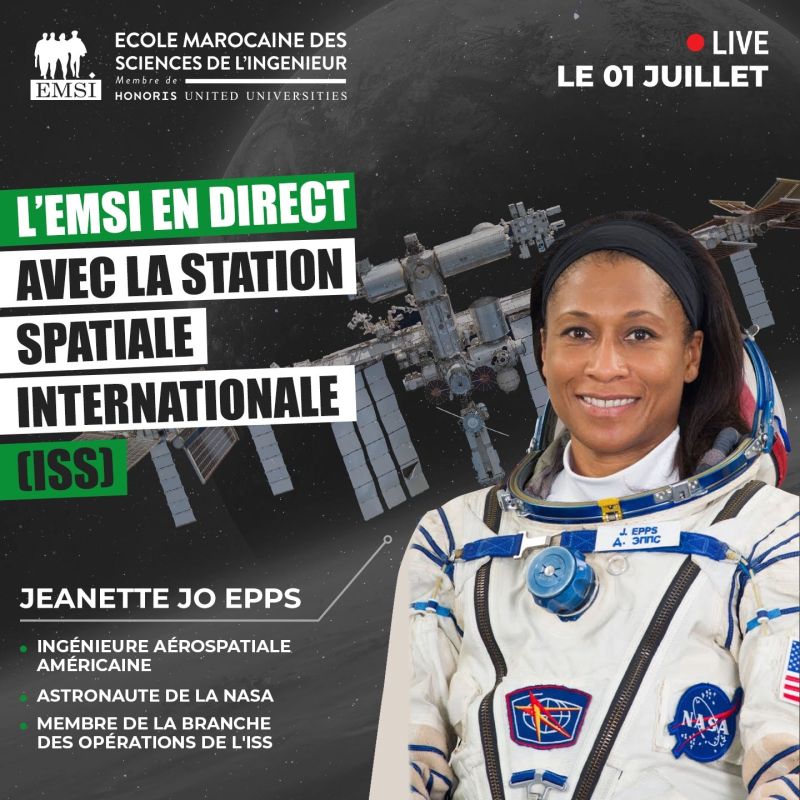 EMSI
ECOLE MAROCAINE DES
SCIENCES DE L'INGENIEUR
Membre de
HONORIS UNITED UNIVERSITIES
LIVE
LE 01 JUILLET
L'EMSI EN DIRECT
AVEC LA STATION
SPATIALE
INTERNATIONALE
(ISS)
J. EPPS
Д. ЭППС
JEANETTE JO EPPS
INGÉNIEURE AÉROSPATIALE
AMÉRICAINE
ASTRONAUTE DE LA NASA
MEMBRE DE LA BRANCHE
DES OPÉRATIONS DE L'ISS
NASA